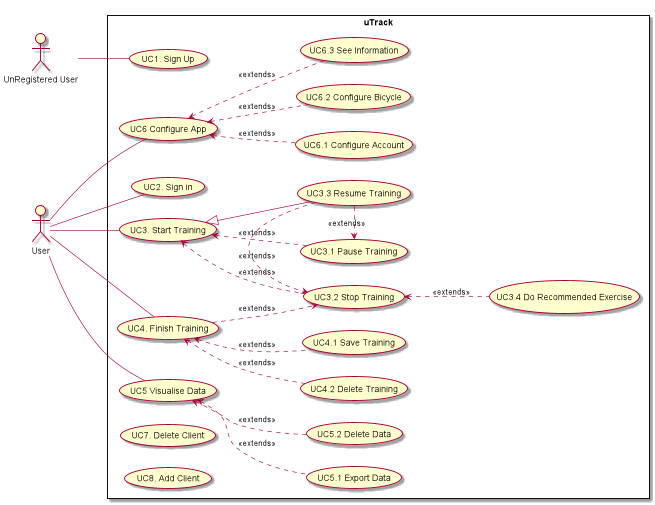 uTrack
UC6.3 See Information
UC1. Sign Up
UnRegistered User
«extends»
UC6.2 Configure Bicycle
«extends»
UC6 Configure App
«extends»
UC6.1 Configure Account
UC2. Sign in
UC3.3 Resume Training
«extends»
UC3. Start Training
«extends»
User
UC3.1 Pause Training
«extends»
«extends»
UC3.2 Stop Training
UC3.4 Do Recommended Exercise
«extends»
UC4. Finish Training
UC4.1 Save Training
«extends»
UC4.2 Delete Training
UC5 Visualise Data
«extends»
UC5.2 Delete Data
UC7. Delete Client
«extends»
UC8. Add Client
UC5.1 Export Data